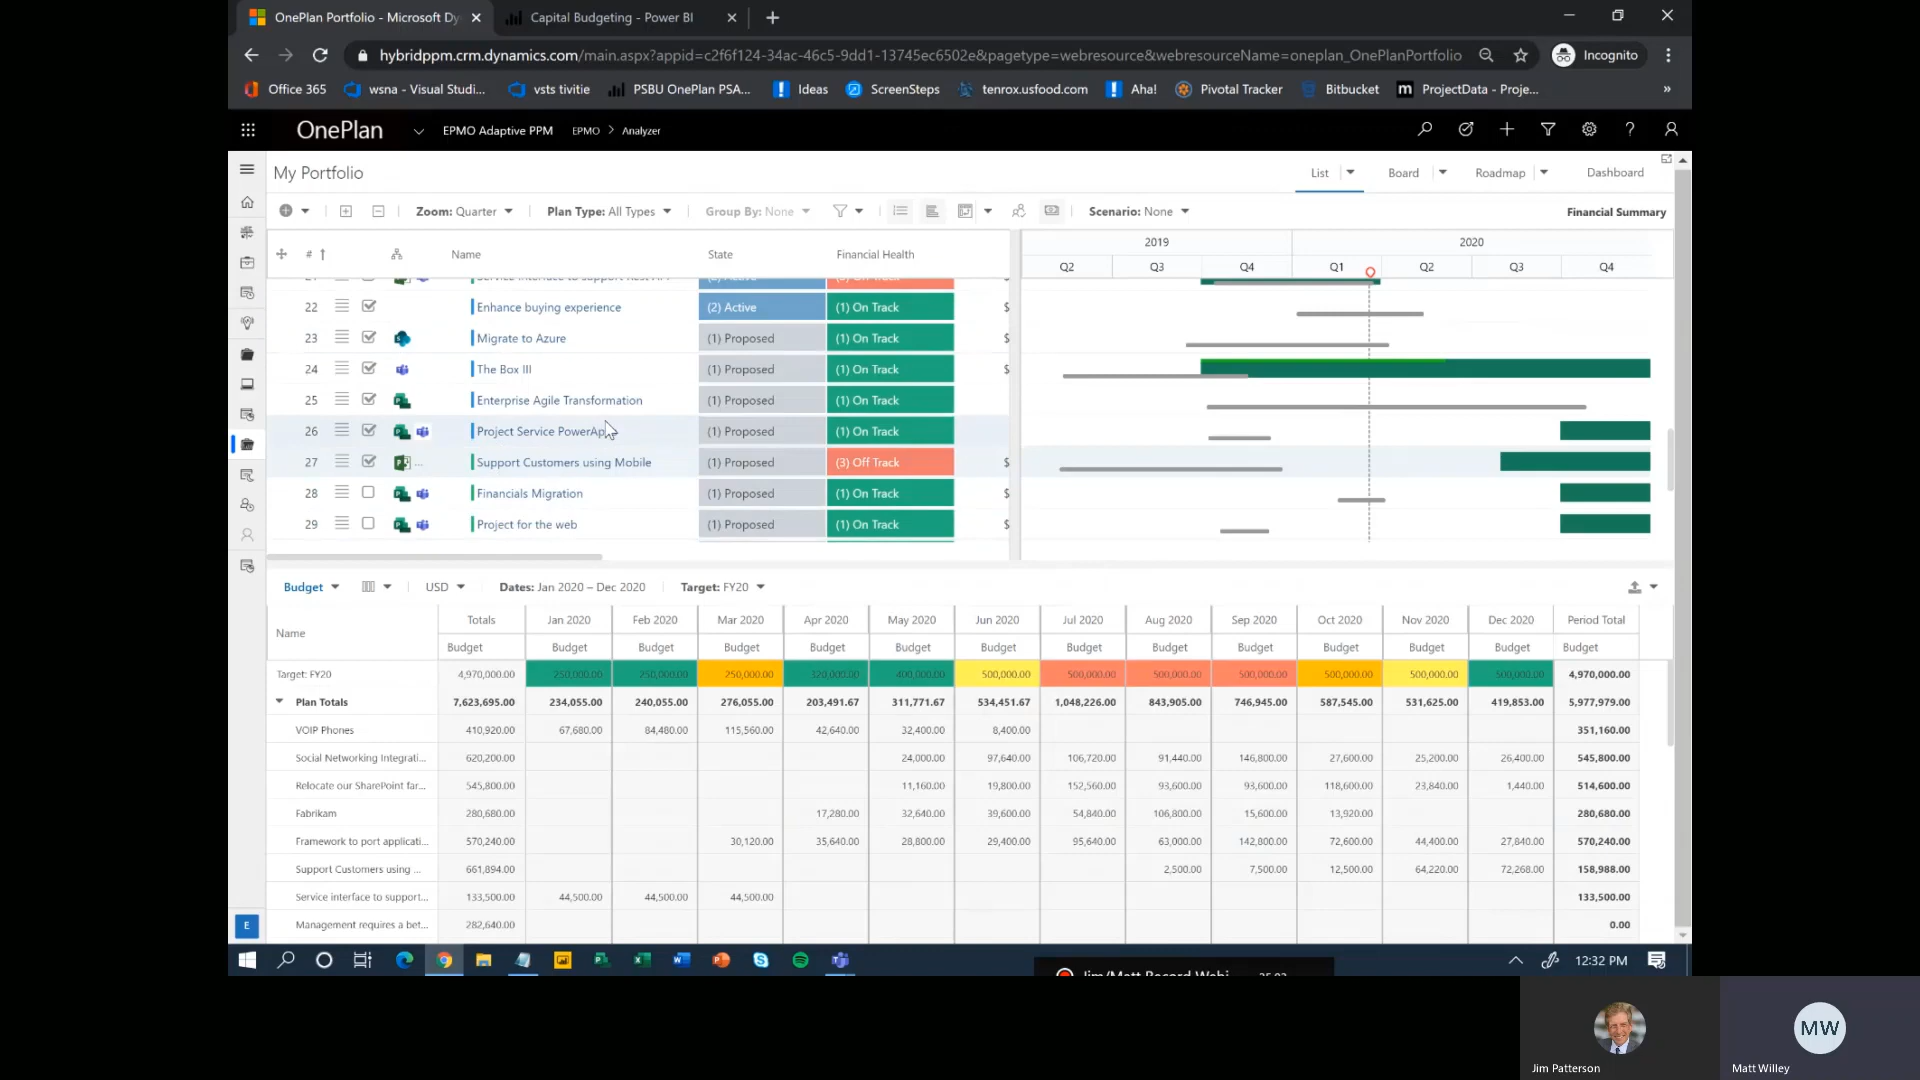 OnePlan Portfolio - Microsoft Dy
Capital Budgeting - Power BI
hybridppm.crm.dynamics.com/main.aspx?appid=c2f6f124-34ac-46c5-9dd1-13745ec6502e&pagetype=webresource&webresourceName=oneplan_OnePlanPortfolio
Incognito
Office 365 wsna - Visual Studi... vsts tivitie PSBU OnePlan PSA... Ideas ScreenSteps tenrox.usfood.com Aha! Pivotal Tracker Bitbucket m ProjectData - Proje... »
OnePlan EPMO Adaptive PPM EPMO > Analyzer
My Portfolio List Board Roadmap Dashboard
Zoom: Quarter Plan Type: All Types Group By: None Scenario: None Financial Summary
# Name State Financial Health
2019 2020
Q2 Q3 Q4 Q1 Q2 Q3 Q4
22 Enhance buying experience (2) Active (1) On Track $
23 Migrate to Azure (1) Proposed (1) On Track $
24 The Box III (1) Proposed (1) On Track $
25 Enterprise Agile Transformation (1) Proposed (1) On Track
26 Project Service PowerAp (1) Proposed (1) On Track
27 ... Support Customers using Mobile (1) Proposed (3) Off Track $
28 Financials Migration (1) Proposed (1) On Track $
29 Project for the web (1) Proposed (1) On Track $
Budget USD Dates: Jan 2020 – Dec 2020 Target: FY20
Name Totals Jan 2020 Feb 2020 Mar 2020 Apr 2020 May 2020 Jun 2020 Jul 2020 Aug 2020 Sep 2020 Oct 2020 Nov 2020 Dec 2020 Period Total
Budget Budget Budget Budget Budget Budget Budget Budget Budget Budget Budget Budget Budget Budget
Target: FY20 4,970,000.00 250,000.00 250,000.00 250,000.00 320,000.00 400,000.00 500,000.00 500,000.00 500,000.00 500,000.00 500,000.00 500,000.00 500,000.00 4,970,000.00
Plan Totals 7,623,695.00 234,055.00 240,055.00 276,055.00 203,491.67 311,771.67 534,451.67 1,048,226.00 843,905.00 746,945.00 587,545.00 531,625.00 419,853.00 5,977,979.00
VOIP Phones 410,920.00 67,680.00 84,480.00 115,560.00 42,640.00 32,400.00 8,400.00 351,160.00
Social Networking Integrati... 620,200.00 24,000.00 97,640.00 106,720.00 91,440.00 146,800.00 27,600.00 25,200.00 26,400.00 545,800.00
Relocate our SharePoint far... 545,800.00 11,160.00 19,800.00 152,560.00 93,600.00 93,600.00 118,600.00 23,840.00 1,440.00 514,600.00
Fabrikam 280,680.00 17,280.00 32,640.00 39,600.00 54,840.00 106,800.00 15,600.00 13,920.00 280,680.00
Framework to port applicati... 570,240.00 30,120.00 35,640.00 28,800.00 29,400.00 95,640.00 63,000.00 142,800.00 72,600.00 44,400.00 27,840.00 570,240.00
Support Customers using ... 661,894.00 2,500.00 7,500.00 12,500.00 64,220.00 72,268.00 158,988.00
Service interface to support... 133,500.00 44,500.00 44,500.00 44,500.00 133,500.00
Management requires a bet... 282,640.00 0.00
E
12:32 PM
Jim/Matt Record Webi
MW
Jim Patterson Matt Willey